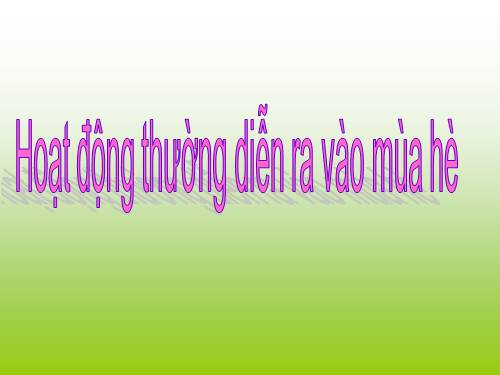 Hoạt động thường diễn ra vào mùa hè